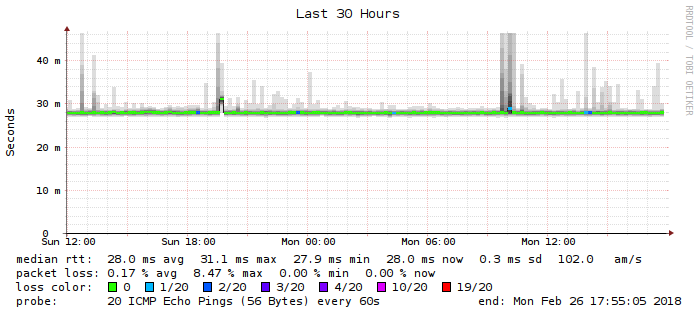 Last 30 Hours
RRDTOOL / TOBI OETIKER
Seconds
40 m
30 m
20 m
10 m
0
Sun 12:00 Sun 18:00 Mon 00:00 Mon 06:00 Mon 12:00
median rtt: 28.0 ms avg 31.1 ms max 27.9 ms min 28.0 ms now 0.3 ms sd 102.0 am/s
packet loss: 0.17 % avg 8.47 % max 0.00 % min 0.00 % now
loss color: 0 1/20 2/20 3/20 4/20 10/20 19/20
probe: 20 ICMP Echo Pings (56 Bytes) every 60s end: Mon Feb 26 17:55:05 2018